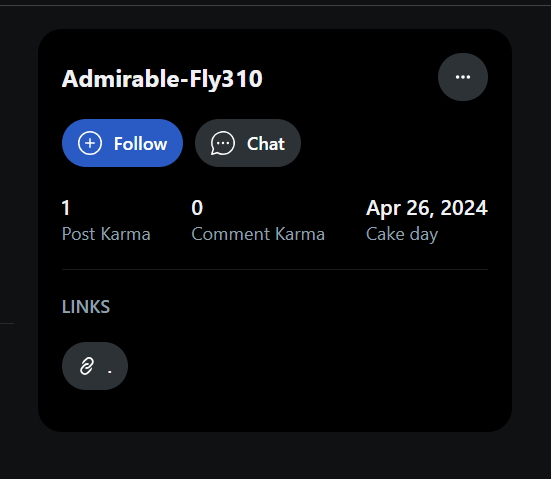 Admirable-Fly310
Follow
Chat
1
Post Karma
0
Comment Karma
Apr 26, 2024
Cake day
LINKS
.